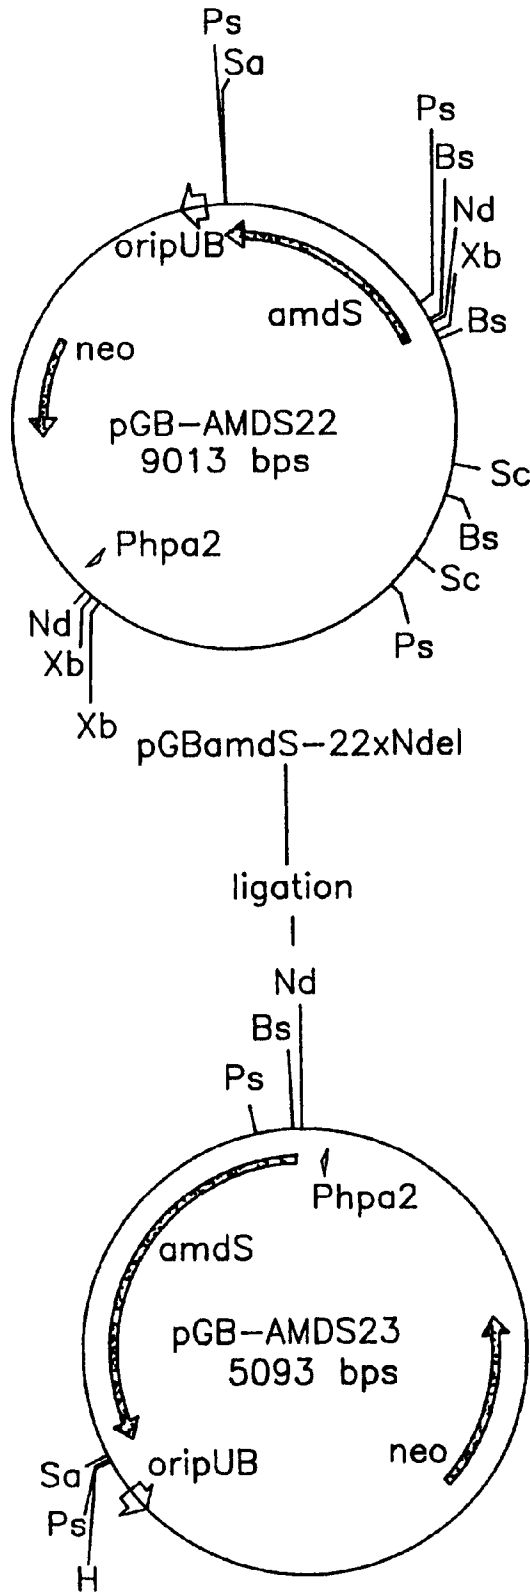 Ps
Sa
Ps
Bs
Nd
Xb
Bs
oripUB
amdS
neo
pGB-AMDS22
9013 bps
Sc
Bs
Sc
Ps
Phpa2
Nd
Xb
Xb
pGBamdS-22xNdeI
ligation
Nd
Bs
Ps
Phpa2
amdS
pGB-AMDS23
5093 bps
neo
oripUB
Sa
Ps
H